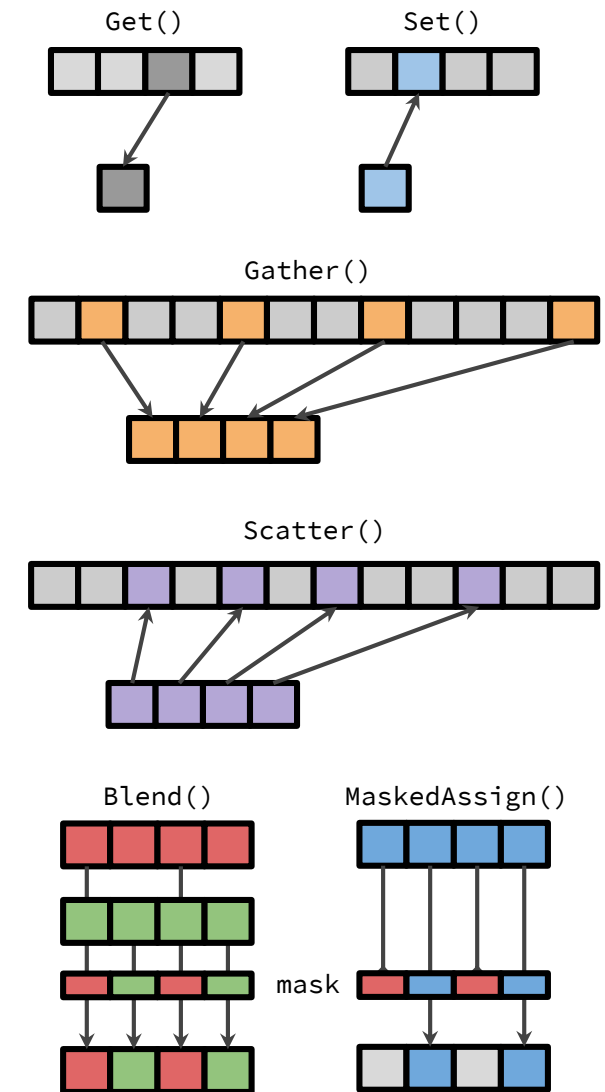 Get()
Set()
Gather()
Scatter()
Blend()
MaskedAssign()
mask